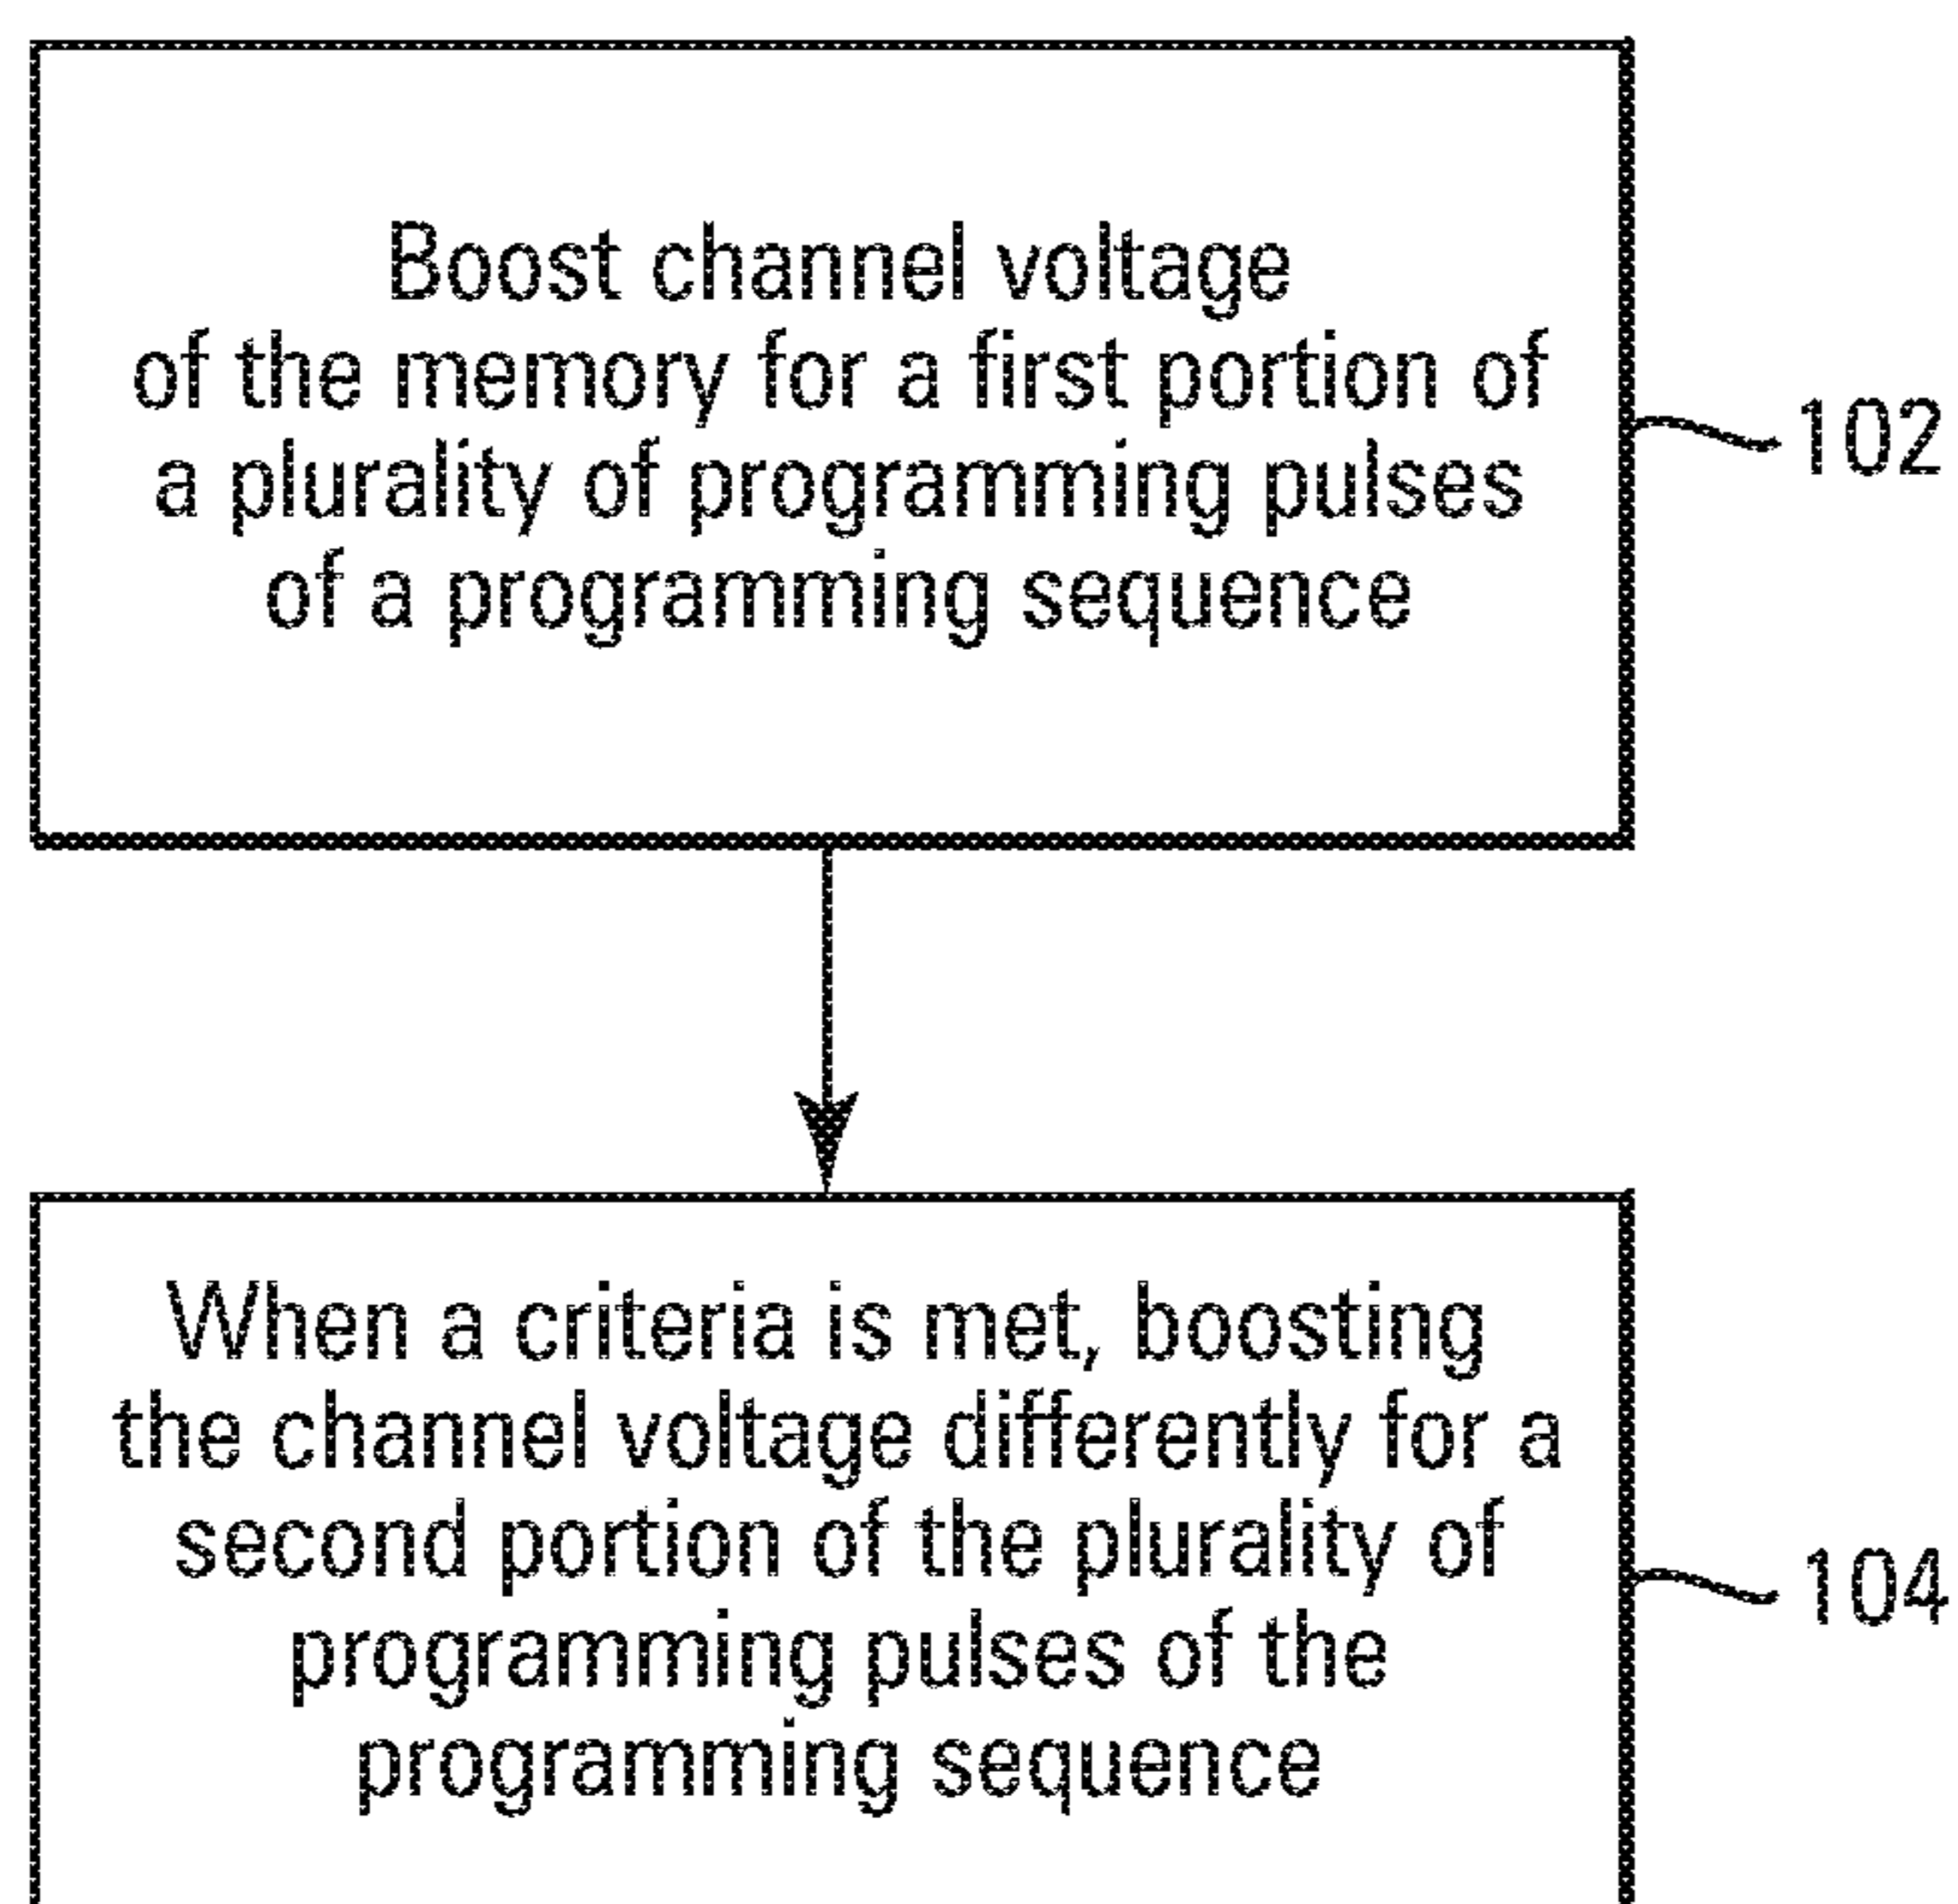 Boost channel voltage
of the memory for a first portion of
a plurality of programming pulses
of a programming sequence
102
When a criteria is met, boosting
the channel voltage differently for a
second portion of the plurality of
programming pulses of the
programming sequence
104